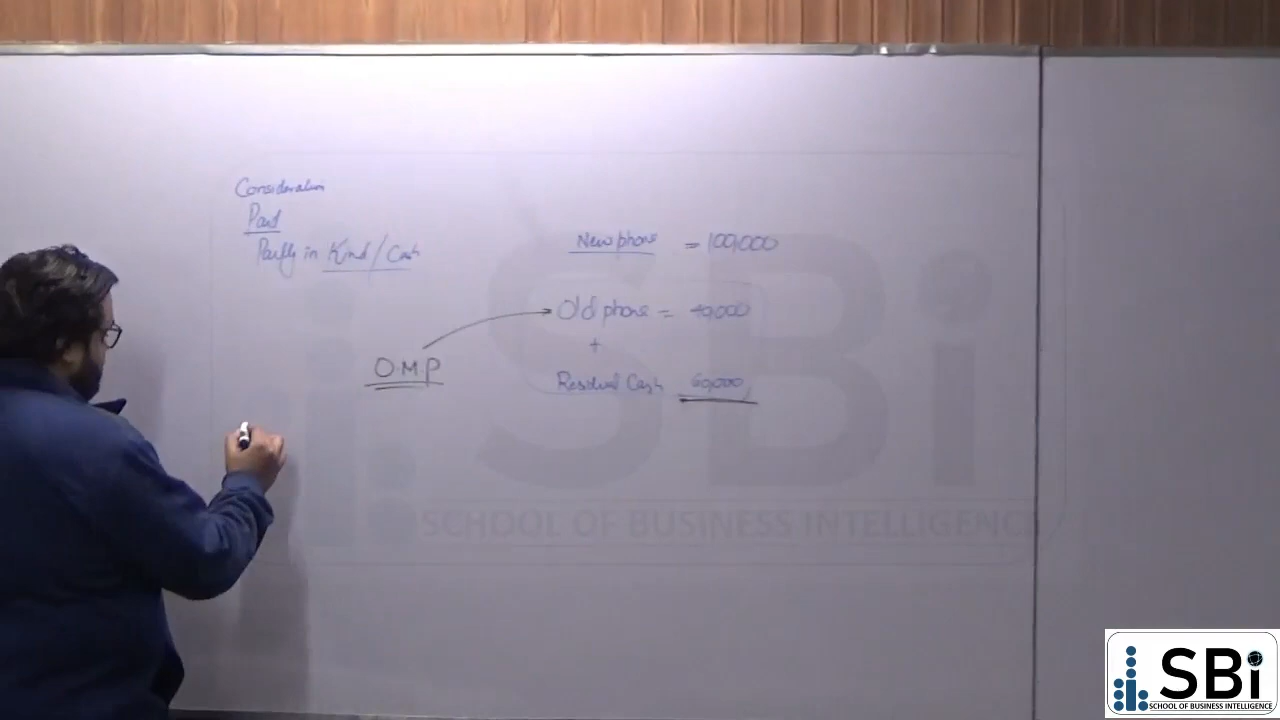 Consideration
Paid
Partly in Kind / Cash
New phone = 100,000
Old phone = 40,000
+
O.M.P
Residual Cash 60,000
SBi
SCHOOL OF BUSINESS INTELLIGENCE
SBi
SCHOOL OF BUSINESS INTELLIGENCE